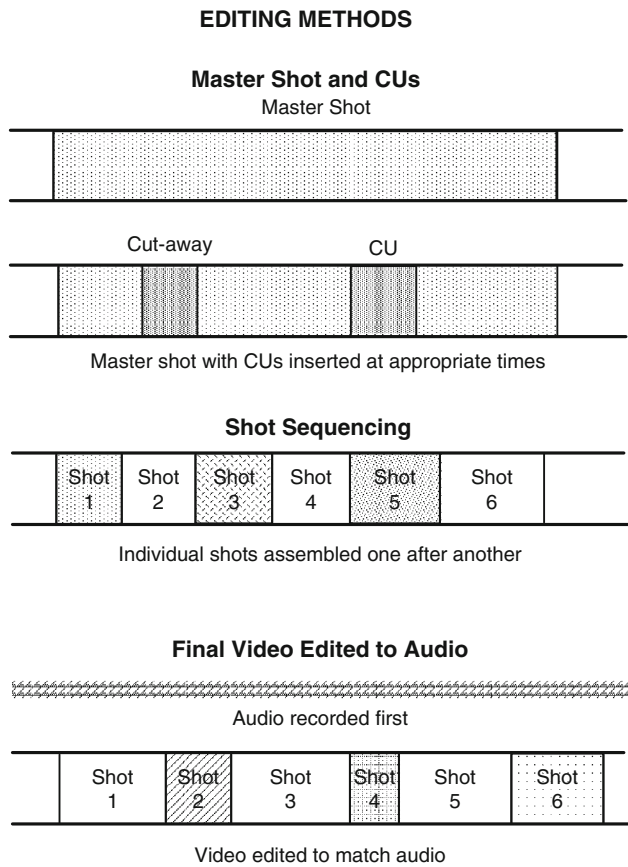 EDITING METHODS
Master Shot and CUs
Master Shot
Cut-away CU
Master shot with CUs inserted at appropriate times
Shot Sequencing
Shot Shot Shot Shot Shot Shot
1 2 3 4 5 6
Individual shots assembled one after another
Final Video Edited to Audio
Audio recorded first
Shot Shot Shot Shot Shot Shot
1 2 3 4 5 6
Video edited to match audio